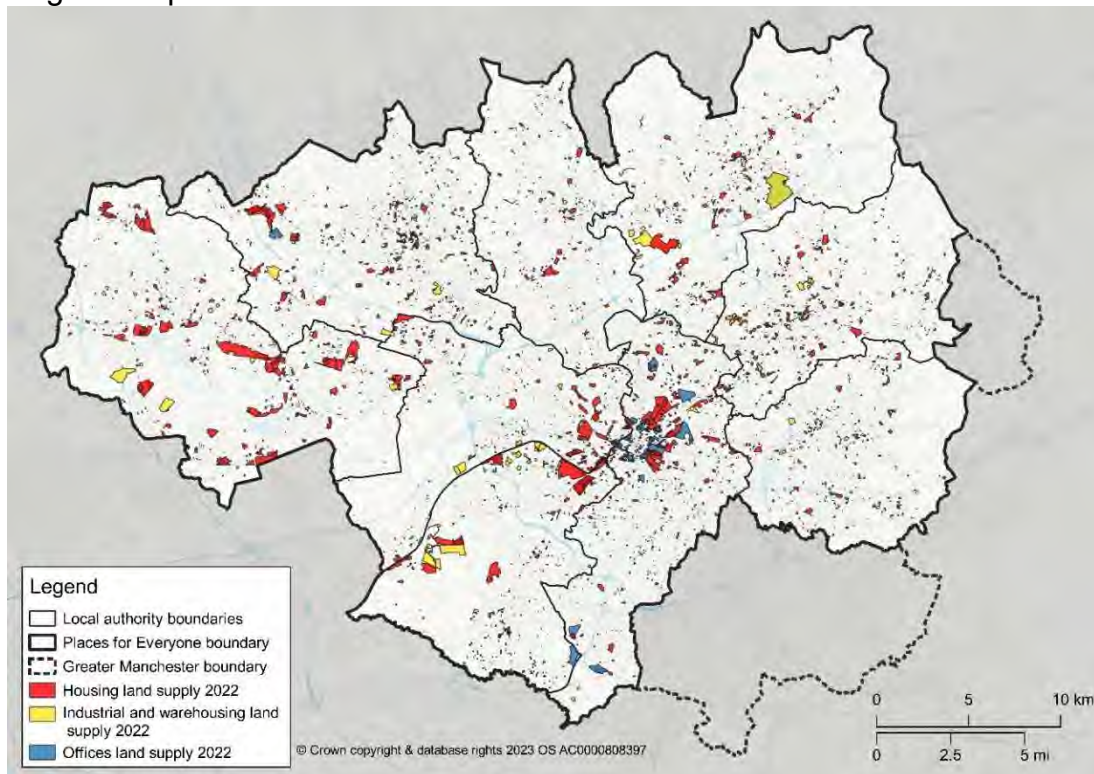 Legend
Local authority boundaries
Places for Everyone boundary
Greater Manchester boundary
Housing land supply 2022
Industrial and warehousing land
supply 2022
Offices land supply 2022
© Crown copyright & database rights 2023 OS AC0000808397
0 5 10 km
0 2.5 5 mi